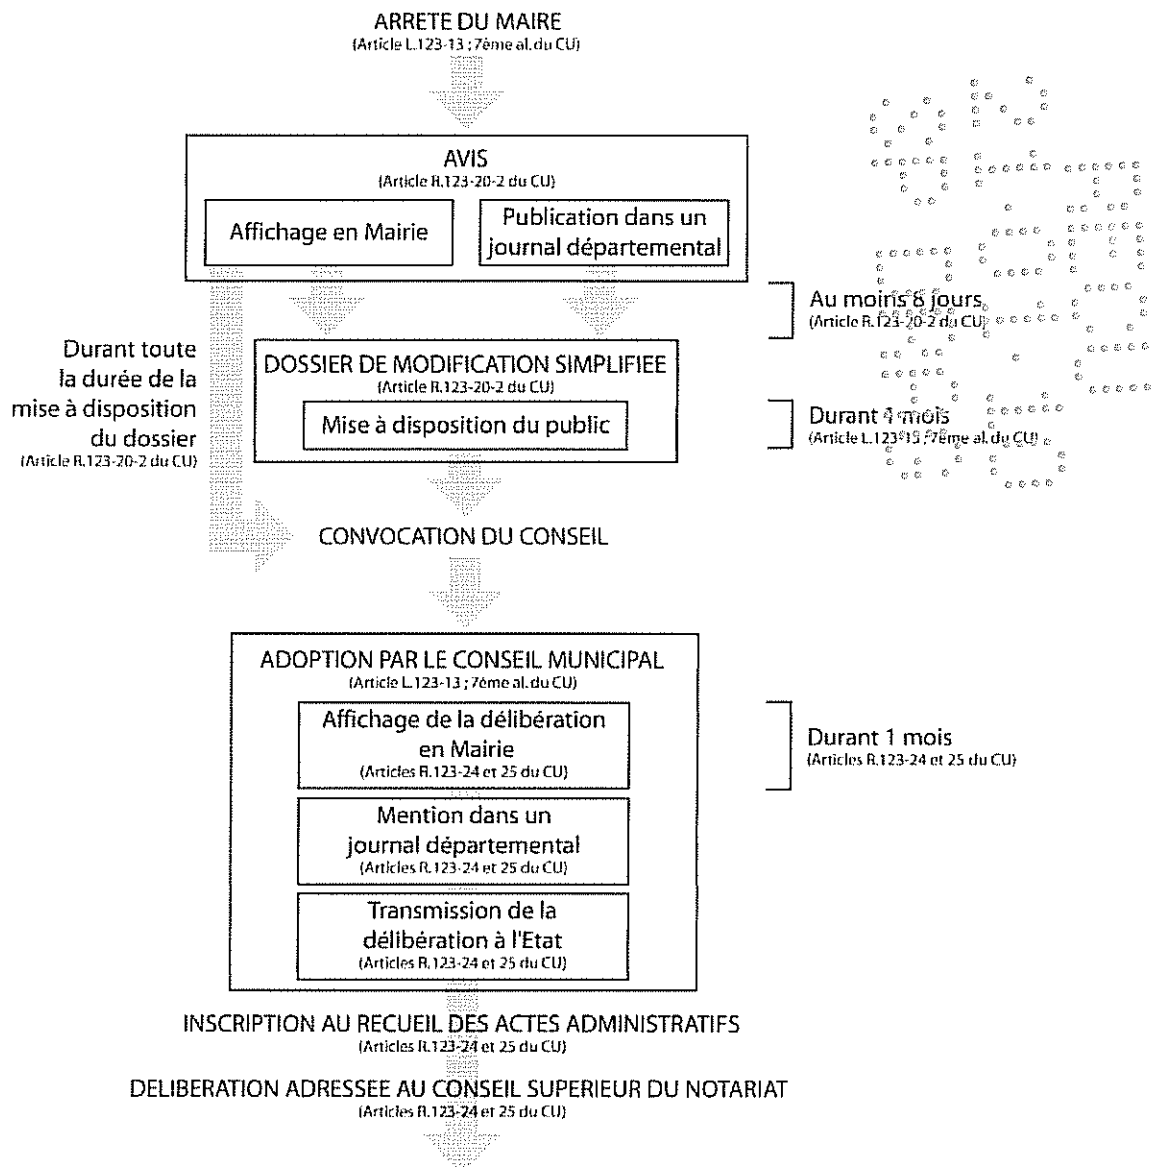 ARRETE DU MAIRE
(Article L.123-13 ; 7ème al. du CU)
AVIS
(Article R.123-20-2 du CU)
Affichage en Mairie
Publication dans un
journal départemental
Au moins 8 jours
(Article R.123-20-2 du CU)
Durant toute
la durée de la
mise à disposition
du dossier
(Article R.123-20-2 du CU)
DOSSIER DE MODIFICATION SIMPLIFIEE
(Article R.123-20-2 du CU)
Mise à disposition du public
Durant 1 mois
(Article L.123-13 ; 7ème al. du CU)
CONVOCATION DU CONSEIL
ADOPTION PAR LE CONSEIL MUNICIPAL
(Article L.123-13 ; 7ème al. du CU)
Affichage de la délibération
en Mairie
(Articles R.123-24 et 25 du CU)
Durant 1 mois
(Articles R.123-24 et 25 du CU)
Mention dans un
journal départemental
(Articles R.123-24 et 25 du CU)
Transmission de la
délibération à l'Etat
(Articles R.123-24 et 25 du CU)
INSCRIPTION AU RECUEIL DES ACTES ADMINISTRATIFS
(Articles R.123-24 et 25 du CU)
DELIBERATION ADRESSEE AU CONSEIL SUPERIEUR DU NOTARIAT
(Articles R.123-24 et 25 du CU)